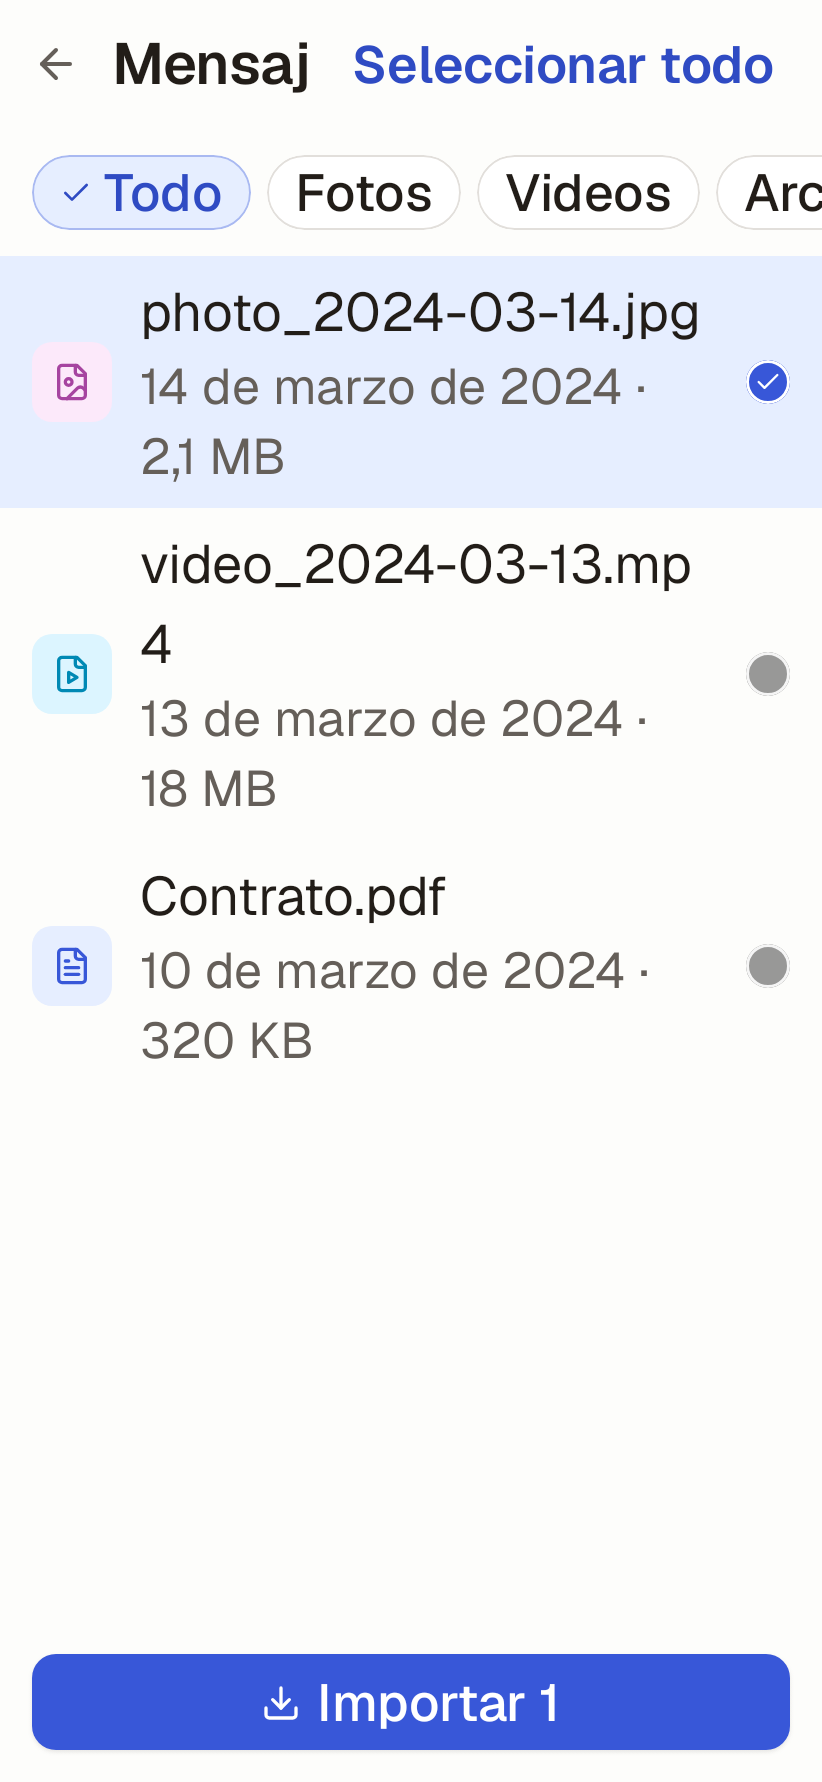 Mensaj
Seleccionar todo
Todo
Fotos
Videos
Arc
photo_2024-03-14.jpg
14 de marzo de 2024 ·
2,1 MB
video_2024-03-13.mp
4
13 de marzo de 2024 ·
18 MB
Contrato.pdf
10 de marzo de 2024 ·
320 KB
Importar 1